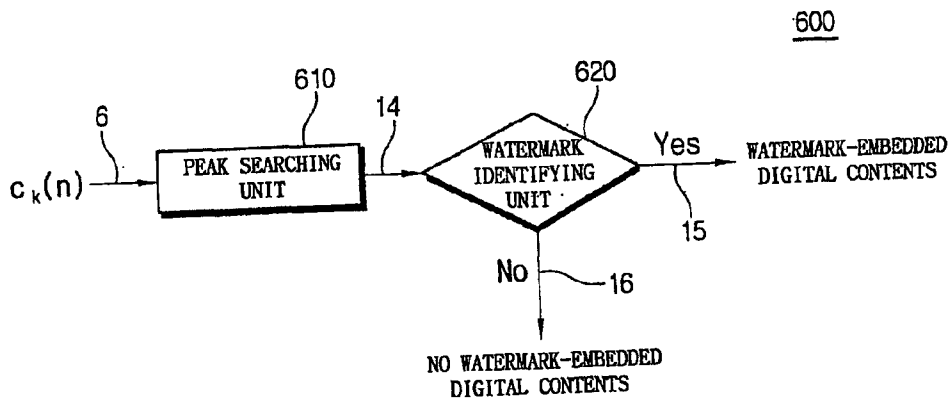 600
610
620
6
14
Yes
c_k(n)
PEAK SEARCHING
UNIT
WATERMARK
IDENTIFYING
UNIT
WATERMARK-EMBEDDED
DIGITAL CONTENTS
15
No
16
NO WATERMARK-EMBEDDED
DIGITAL CONTENTS